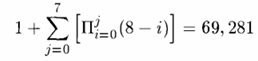 1 + \sum_{j=0}^{7} \left[ \Pi_{i=0}^{j} (8 - i) \right] = 69,281